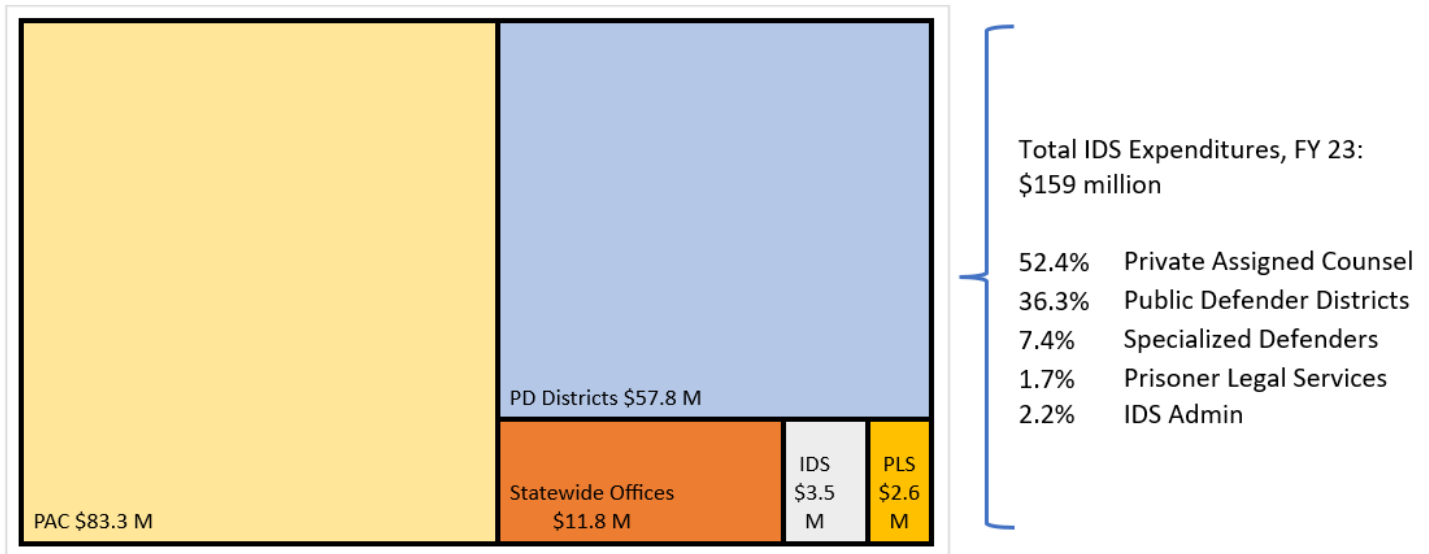 PAC $83.3 M
PD Districts $57.8 M
Statewide Offices
$11.8 M
IDS
$3.5
M
PLS
$2.6
M
Total IDS Expenditures, FY 23:
$159 million
52.4% Private Assigned Counsel
36.3% Public Defender Districts
7.4% Specialized Defenders
1.7% Prisoner Legal Services
2.2% IDS Admin